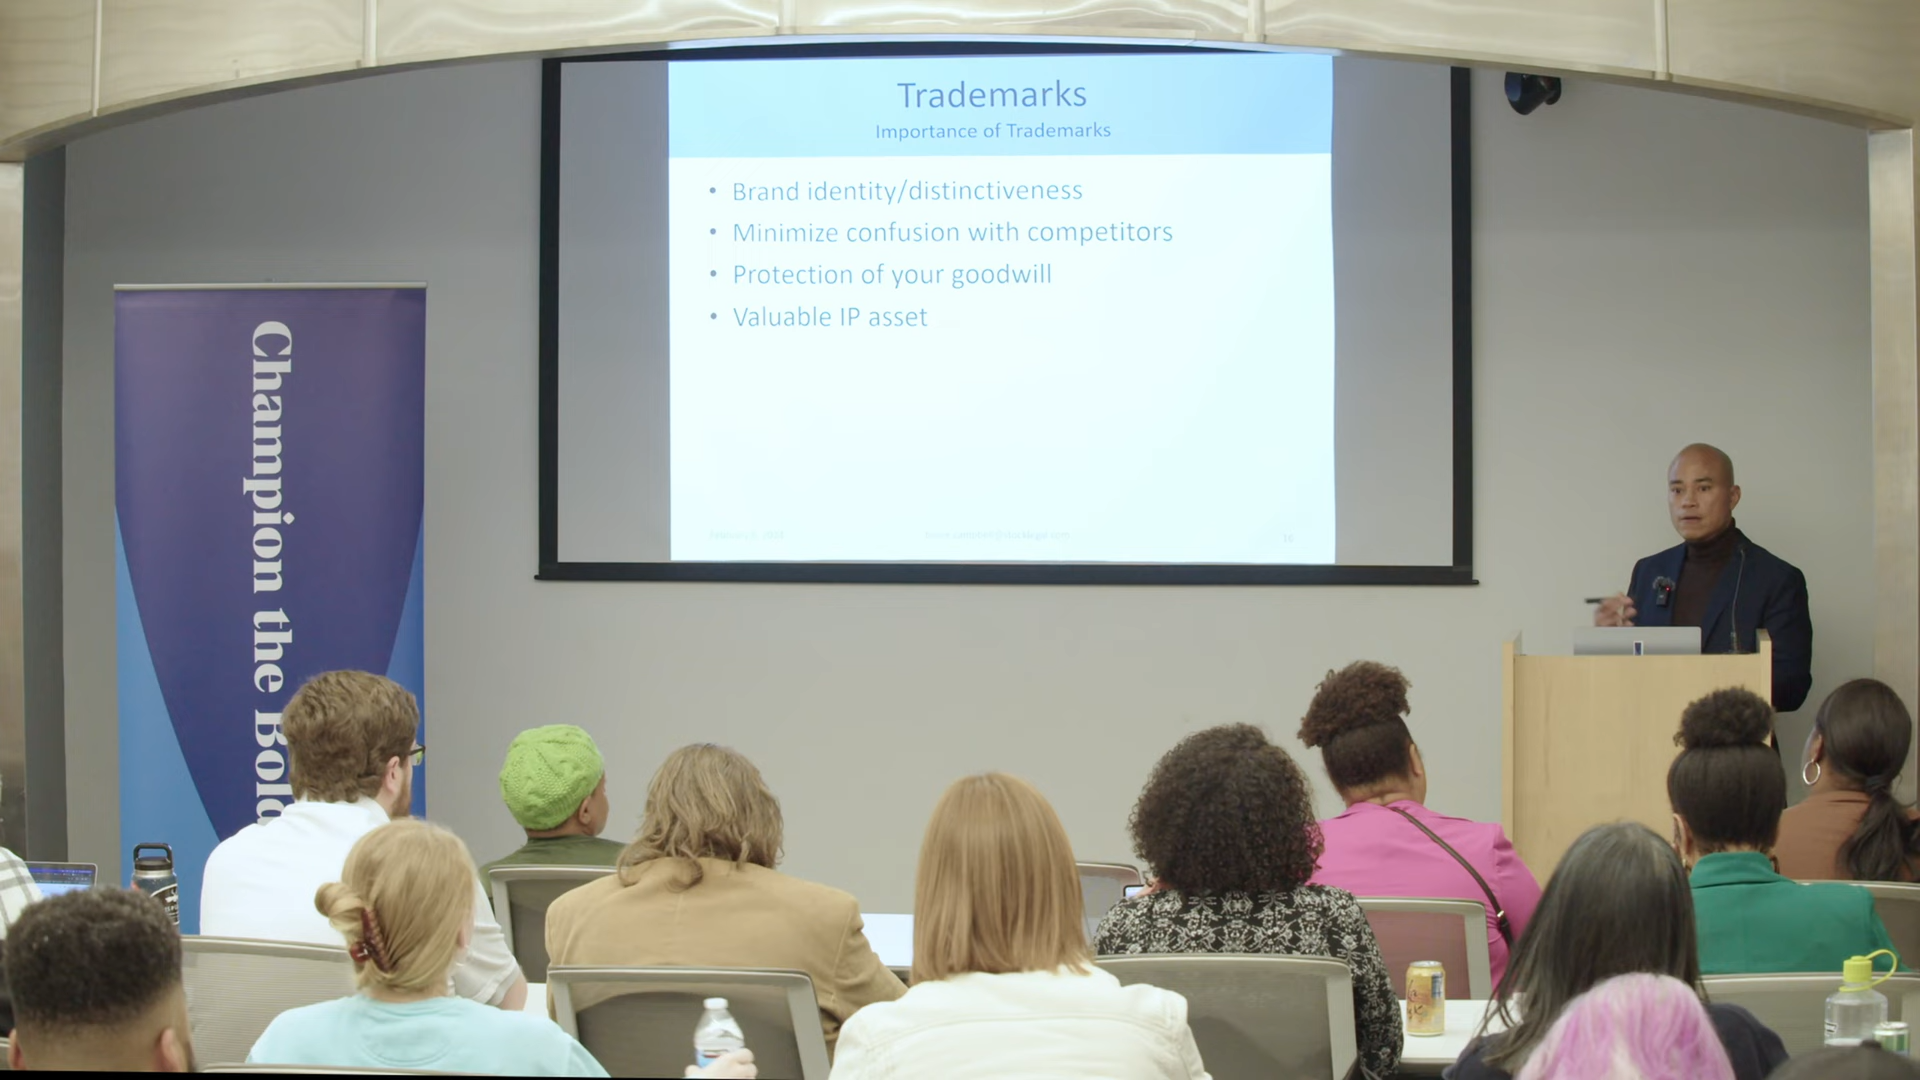 Trademarks
Importance of Trademarks
• Brand identity/distinctiveness
• Minimize confusion with competitors
• Protection of your goodwill
• Valuable IP asset
Champion the Bold